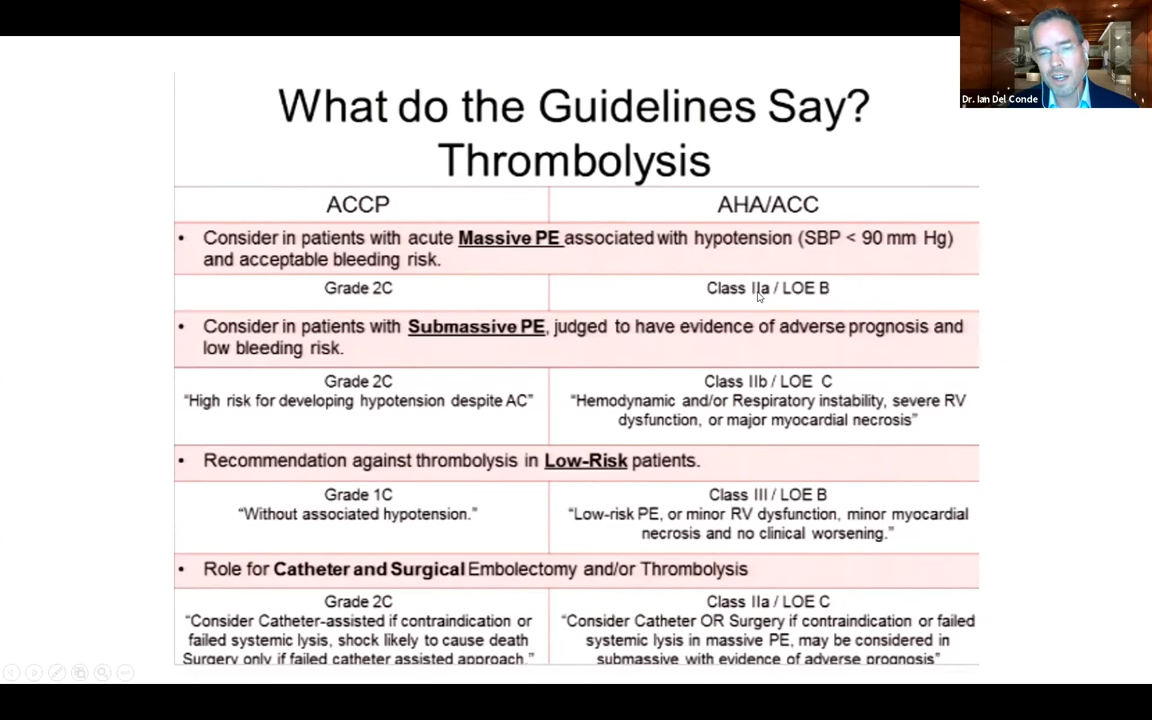 Dr. Ian Del Conde
What do the Guidelines Say?
Thrombolysis
ACCP
AHA/ACC
• Consider in patients with acute Massive PE associated with hypotension (SBP < 90 mm Hg)
and acceptable bleeding risk.
Grade 2C
Class IIa / LOE B
• Consider in patients with Submassive PE, judged to have evidence of adverse prognosis and
low bleeding risk.
Grade 2C
“High risk for developing hypotension despite AC”
Class IIb / LOE C
“Hemodynamic and/or Respiratory instability, severe RV
dysfunction, or major myocardial necrosis”
• Recommendation against thrombolysis in Low-Risk patients.
Grade 1C
“Without associated hypotension.”
Class III / LOE B
“Low-risk PE, or minor RV dysfunction, minor myocardial
necrosis and no clinical worsening.”
• Role for Catheter and Surgical Embolectomy and/or Thrombolysis
Grade 2C
“Consider Catheter-assisted if contraindication or
failed systemic lysis, shock likely to cause death
Surgery only if failed catheter assisted approach.”
Class IIa / LOE C
“Consider Catheter OR Surgery if contraindication or failed
systemic lysis in massive PE, may be considered in
submassive with evidence of adverse prognosis”